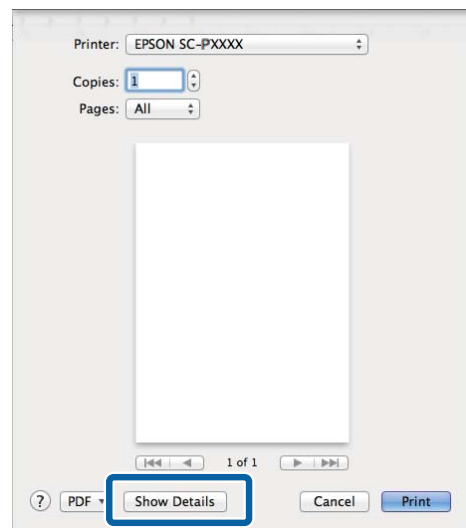 Printer: EPSON SC-PXXXX
Copies: 1
Pages: All
1 of 1
? PDF Show Details Cancel Print